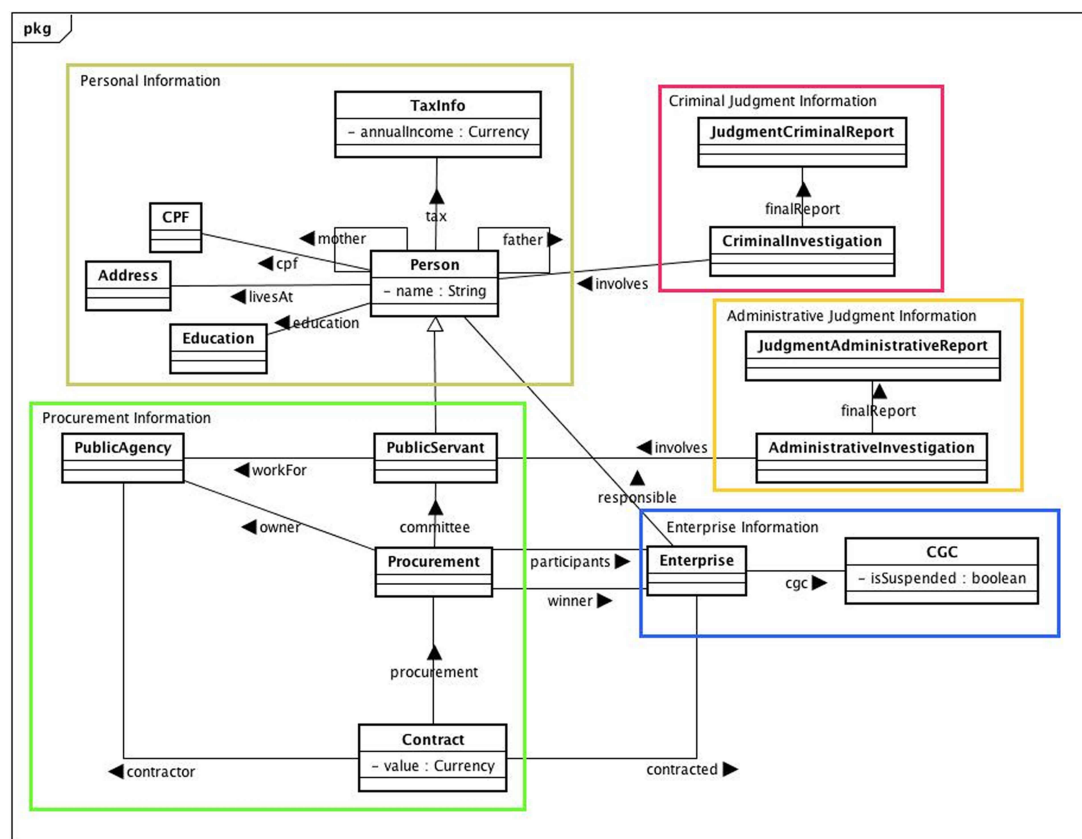 pkg
Personal Information
TaxInfo
- annualIncome : Currency
tax
CPF
mother
father
cpf
Person
- name : String
Address
livesAt
Education
education
Criminal Judgment Information
JudgmentCriminalReport
finalReport
CriminalInvestigation
involves
Administrative Judgment Information
JudgmentAdministrativeReport
finalReport
AdministrativeInvestigation
involves
Procurement Information
PublicAgency
PublicServant
workFor
responsible
owner
committee
Procurement
participants
winner
Enterprise Information
Enterprise
cgc
CGC
- isSuspended : boolean
procurement
Contract
- value : Currency
contractor
contracted